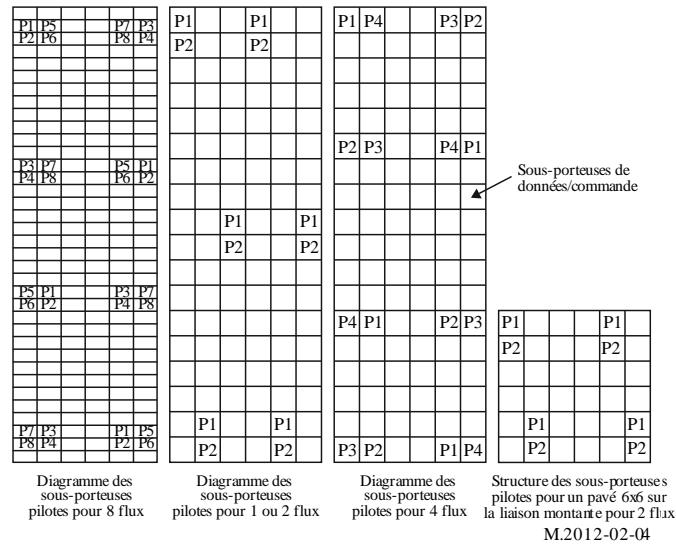 P1 P5 P7 P3
P2 P6 P8 P4
P3 P7 P5 P1
P4 P8 P6 P2
P5 P1 P3 P7
P6 P2 P4 P8
P7 P3 P1 P5
P8 P4 P2 P6
Diagramme des
sous-porteuses
pilotes pour 8 flux
P1 P1
P2 P2
P1 P1
P2 P2
P1 P1
P2 P2
Diagramme des
sous-porteuses
pilotes pour 1 ou 2 flux
P1 P4 P3 P2
P2 P3 P4 P1
P4 P1 P2 P3
P3 P2 P1 P4
Diagramme des
sous-porteuses
pilotes pour 4 flux
Sous-porteuses de
données/commande
P1 P1
P2 P2
P1 P1
P2 P2
Structure des sous-porteuses
pilotes pour un pavé 6x6 sur
la liaison montante pour 2 flux
M.2012-02-04